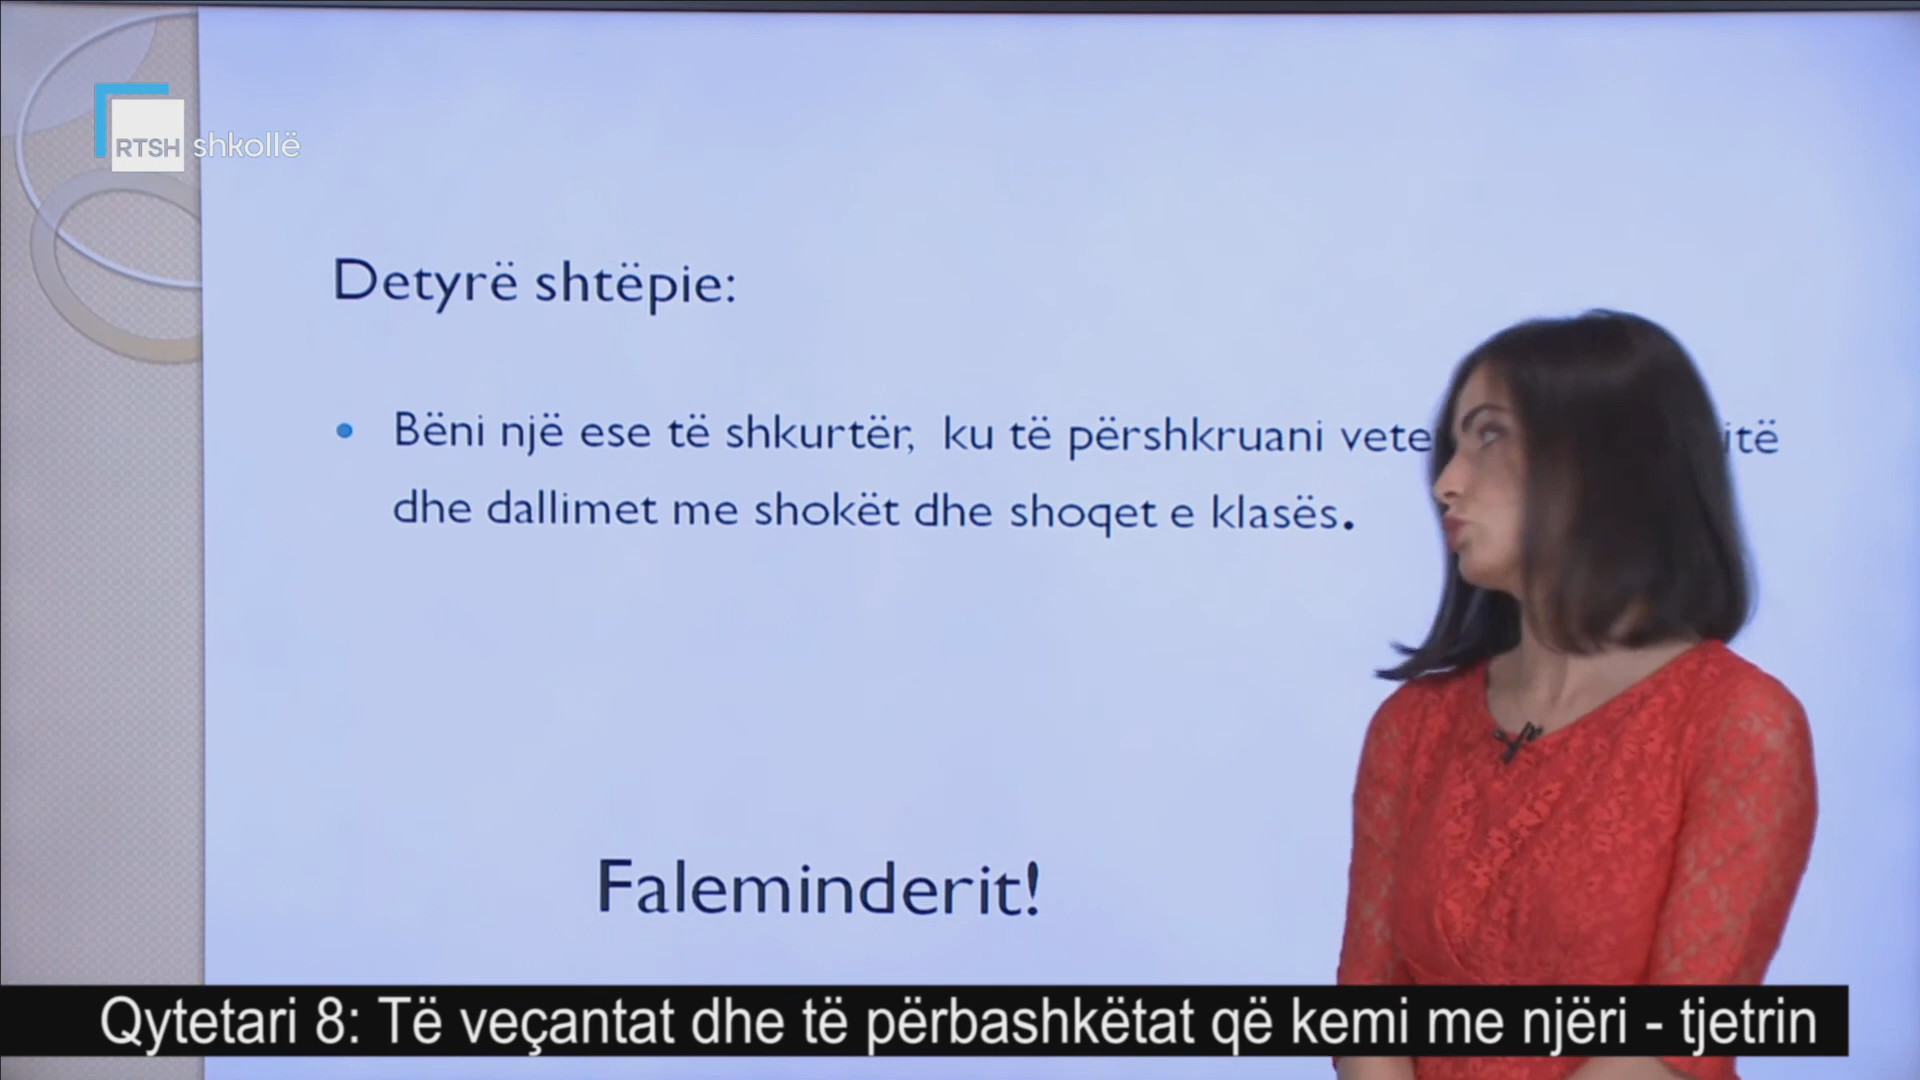 RTSH shkollë
Detyrë shtëpie:
• Bëni një ese të shkurtër, ku të përshkruani
dhe dallimet me shokët dhe shoqet e klasës.
Faleminderit!
Qytetari 8: Të veçantat dhe të përbashkëtat që kemi me njëri - tjetrin